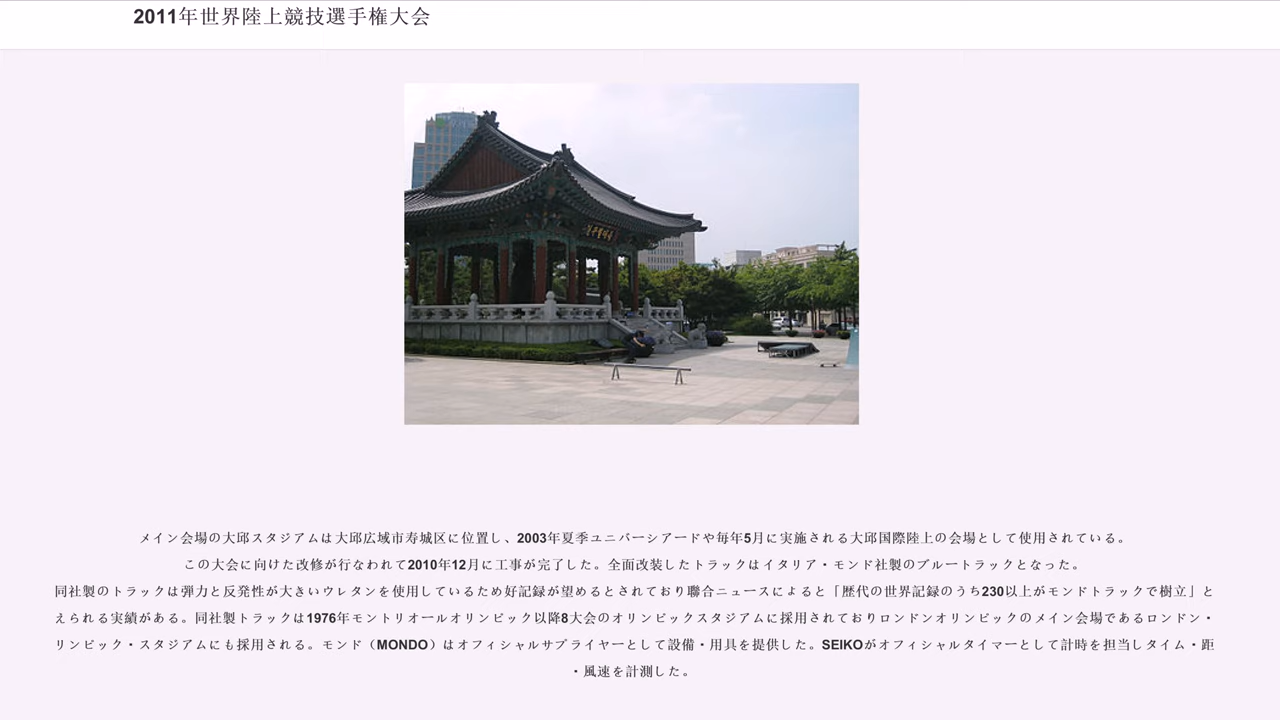 2011年世界陸上競技選手権大会
メイン会場の大邱スタジアムは大邱広域市寿城区に位置し、2003年夏季ユニバーシアードや毎年5月に実施される大邱国際陸上の会場として使用されている。
この大会に向けた改修が行なわれて2010年12月に工事が完了した。全面改装したトラックはイタリア・モンド社製のブルートラックとなった。
同社製のトラックは弾力と反発性が大きいウレタンを使用しているため好記録が望めるとされており聯合ニュースによると「歴代の世界記録のうち230以上がモンドトラックで樹立」と
えられる実績がある。同社製トラックは1976年モントリオールオリンピック以降8大会のオリンピックスタジアムに採用されておりロンドンオリンピックのメイン会場であるロンドン・
リンピック・スタジアムにも採用される。モンド（MONDO）はオフィシャルサプライヤーとして設備・用具を提供した。SEIKOがオフィシャルタイマーとして計時を担当しタイム・距
・風速を計測した。